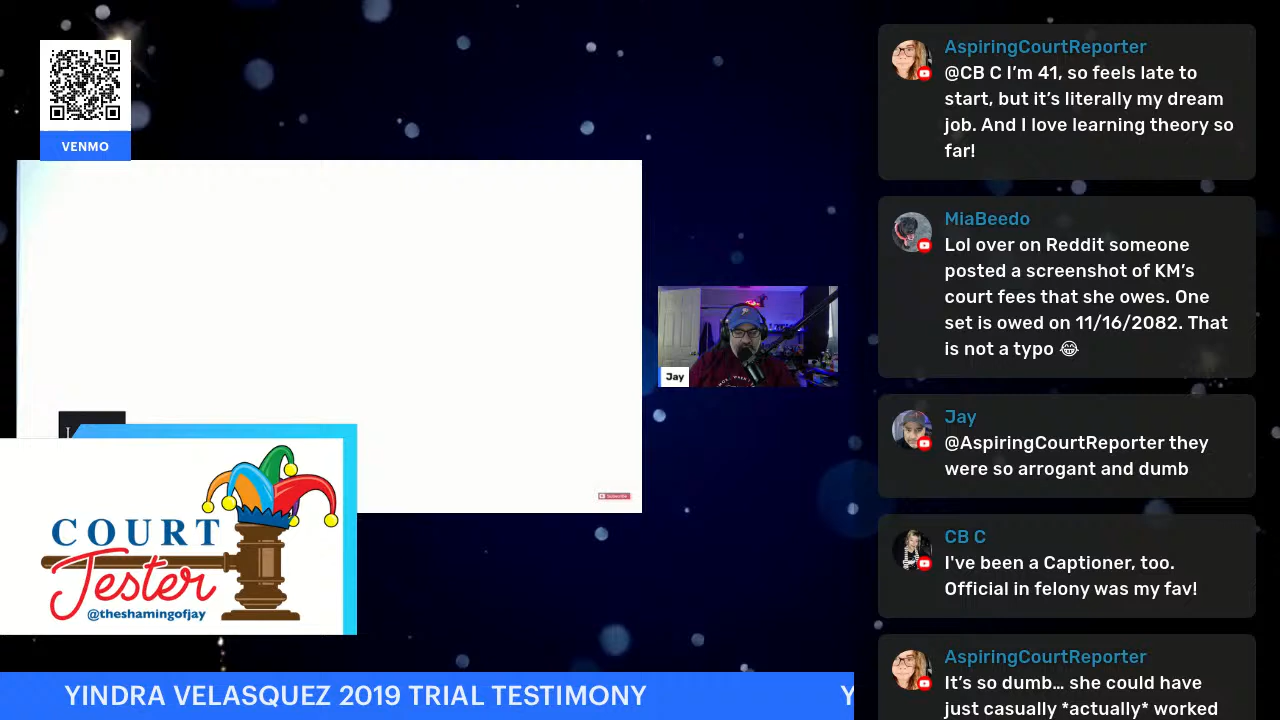 VENMO
Jay
Subscribe
COURT
Jester
@theshamingofjay
YINDRA VELASQUEZ 2019 TRIAL TESTIMONY
Y
AspiringCourtReporter
@CB C I’m 41, so feels late to
start, but it’s literally my dream
job. And I love learning theory so
far!
MiaBeedo
Lol over on Reddit someone
posted a screenshot of KM’s
court fees that she owes. One
set is owed on 11/16/2082. That
is not a typo 😂
Jay
@AspiringCourtReporter they
were so arrogant and dumb
CB C
I've been a Captioner, too.
Official in felony was my fav!
AspiringCourtReporter
It’s so dumb… she could have
just casually *actually* worked